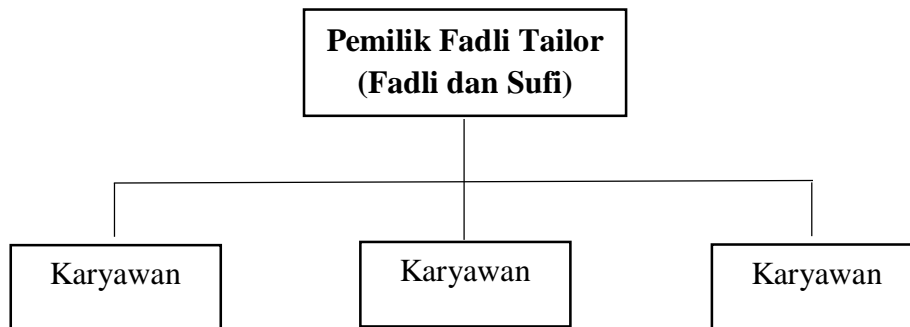 Pemilik Fadli Tailor
(Fadli dan Sufi)
Karyawan
Karyawan
Karyawan